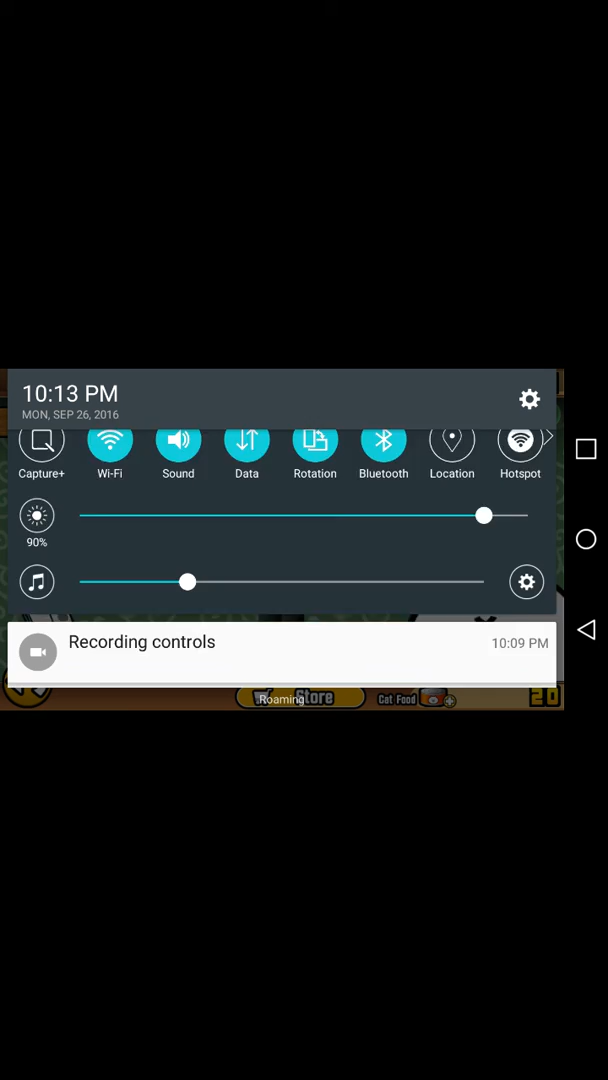 10:13 PM
MON, SEP 26, 2016
Capture+ Wi-Fi Sound Data Rotation Bluetooth Location Hotspot
90%
Recording controls 10:09 PM
Roaming
Store Cat Food 20